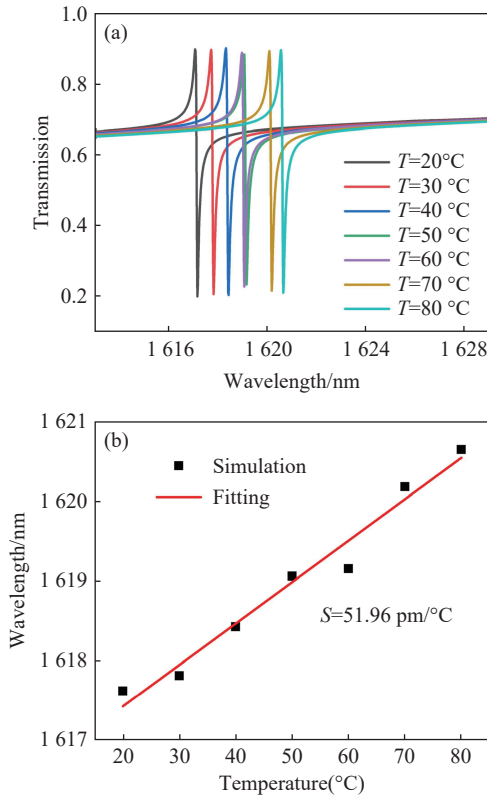 (a)
1.0
0.8
0.6
0.4
0.2
Transmission
T=20°C
T=30 °C
T=40 °C
T=50 °C
T=60 °C
T=70 °C
T=80 °C
1 616
1 620
1 624
1 628
Wavelength/nm
(b)
1 621
1 620
1 619
1 618
1 617
Wavelength/nm
Simulation
Fitting
S=51.96 pm/°C
20
30
40
50
60
70
80
Temperature(°C)